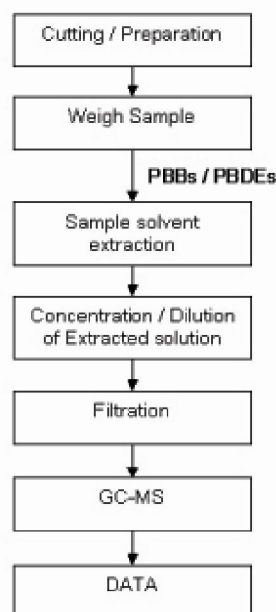 Cutting / Preparation
Weigh Sample
PBBs / PBDEs
Sample solvent
extraction
Concentration / Dilution
of Extracted solution
Filtration
GC-MS
DATA